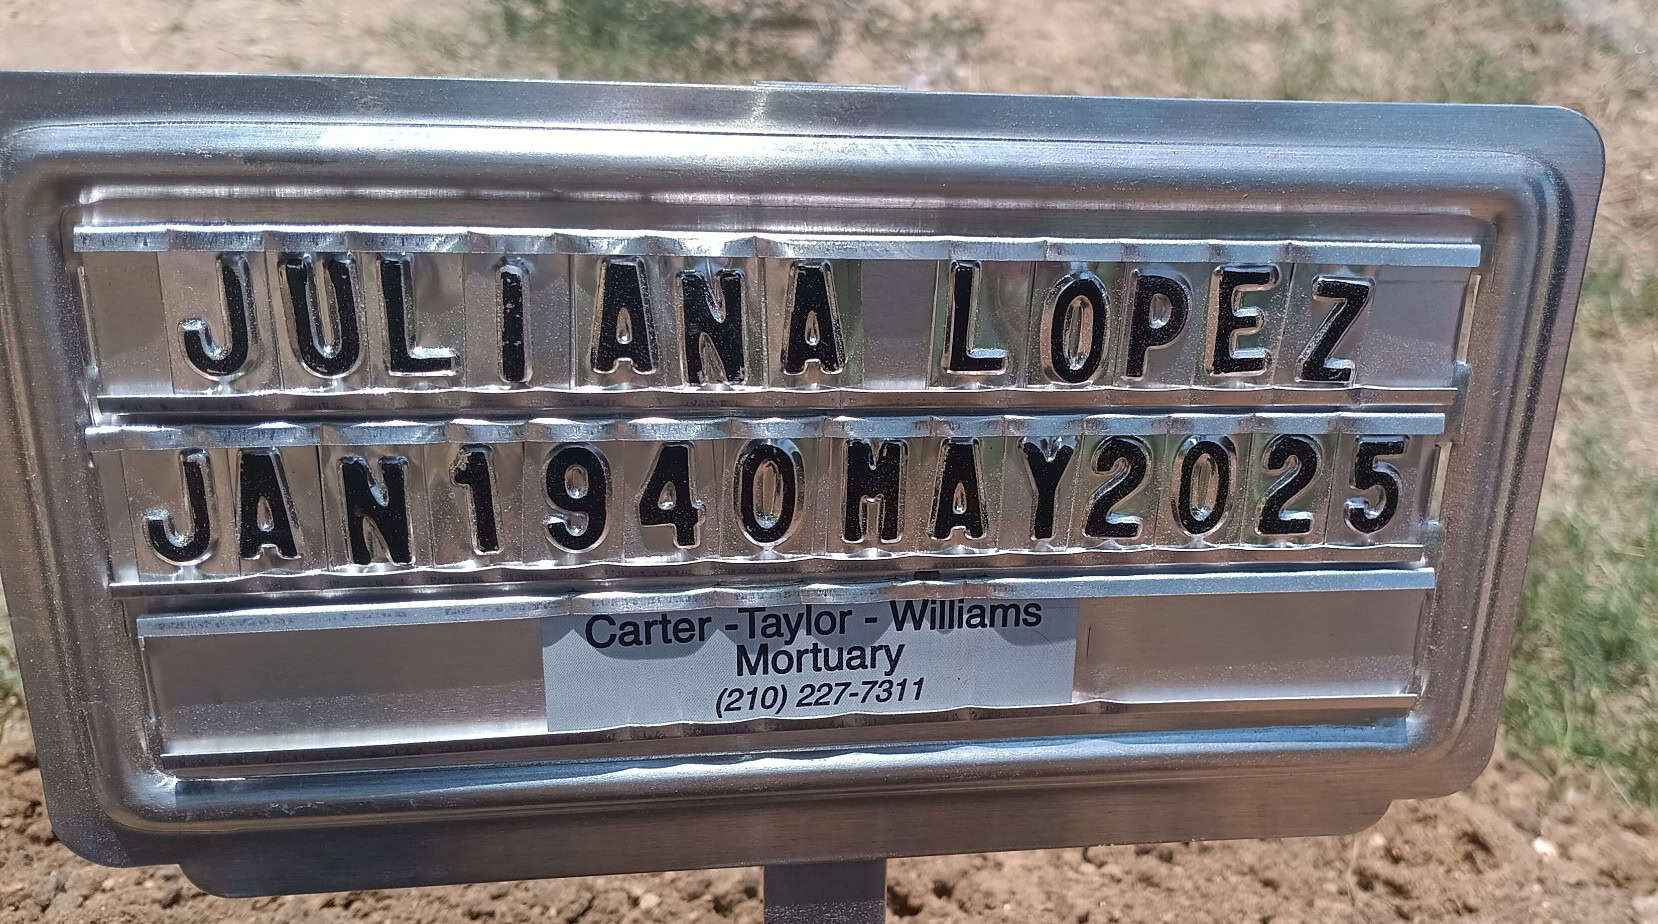 JULIANA LOPEZ
JAN1940MAY2025
Carter -Taylor - Williams
Mortuary
(210) 227-7311